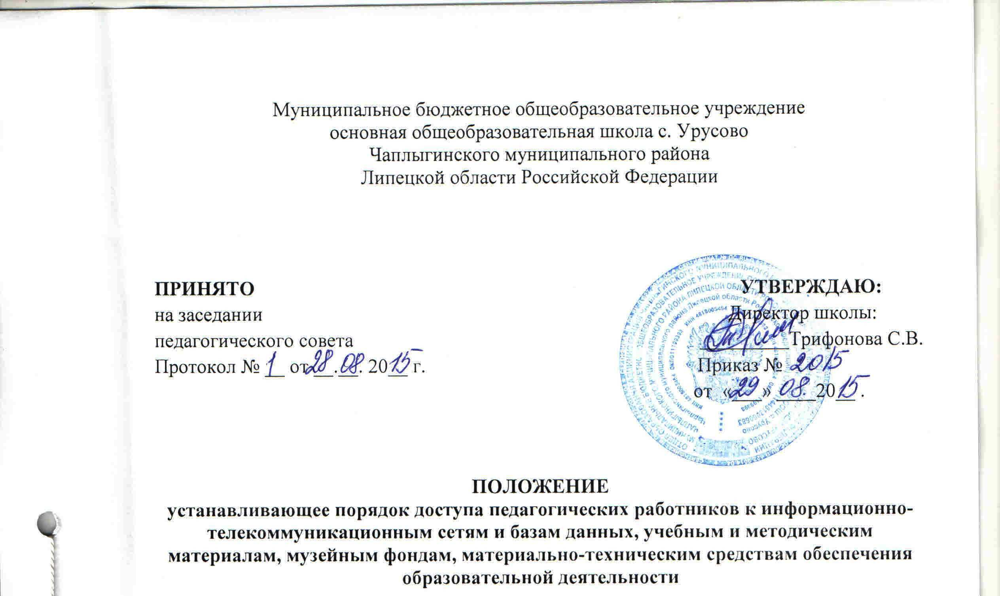 Муниципальное бюджетное общеобразовательное учреждение
основная общеобразовательная школа с. Урусово
Чаплыгинского муниципального района
Липецкой области Российской Федерации
ПРИНЯТО
на заседании
педагогического совета
Протокол № 1 от 28.08.2015 г.
УТВЕРЖДАЮ:
Директор школы:
Трифонова С.В.
Приказ № 2015
от «29» 08. 2015.
ПОЛОЖЕНИЕ
устанавливающее порядок доступа педагогических работников к информационно-
телекоммуникационным сетям и базам данных, учебным и методическим
материалам, музейным фондам, материально-техническим средствам обеспечения
образовательной деятельности